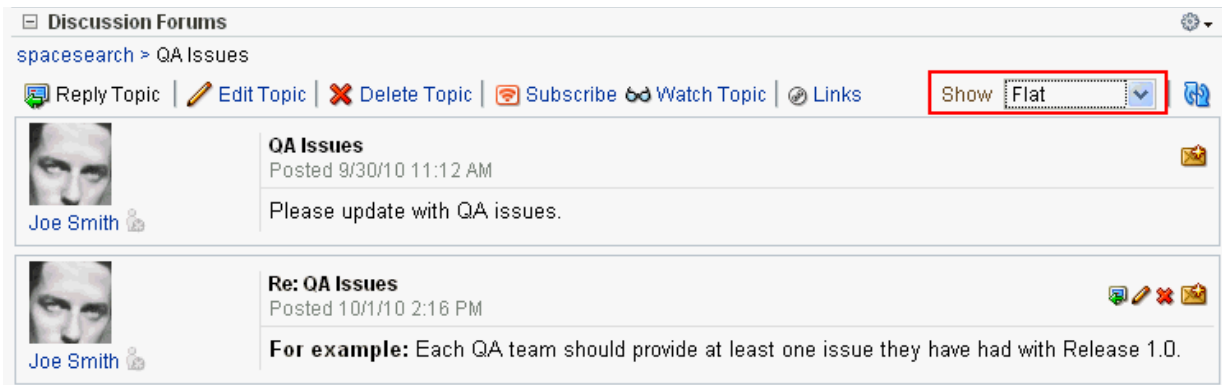 Discussion Forums
spacesearch > QA Issues
Reply Topic | Edit Topic | Delete Topic | Subscribe Watch Topic | Links Show Flat
QA Issues
Posted 9/30/10 11:12 AM
Please update with QA issues.
Joe Smith
Re: QA Issues
Posted 10/1/10 2:16 PM
For example: Each QA team should provide at least one issue they have had with Release 1.0.
Joe Smith